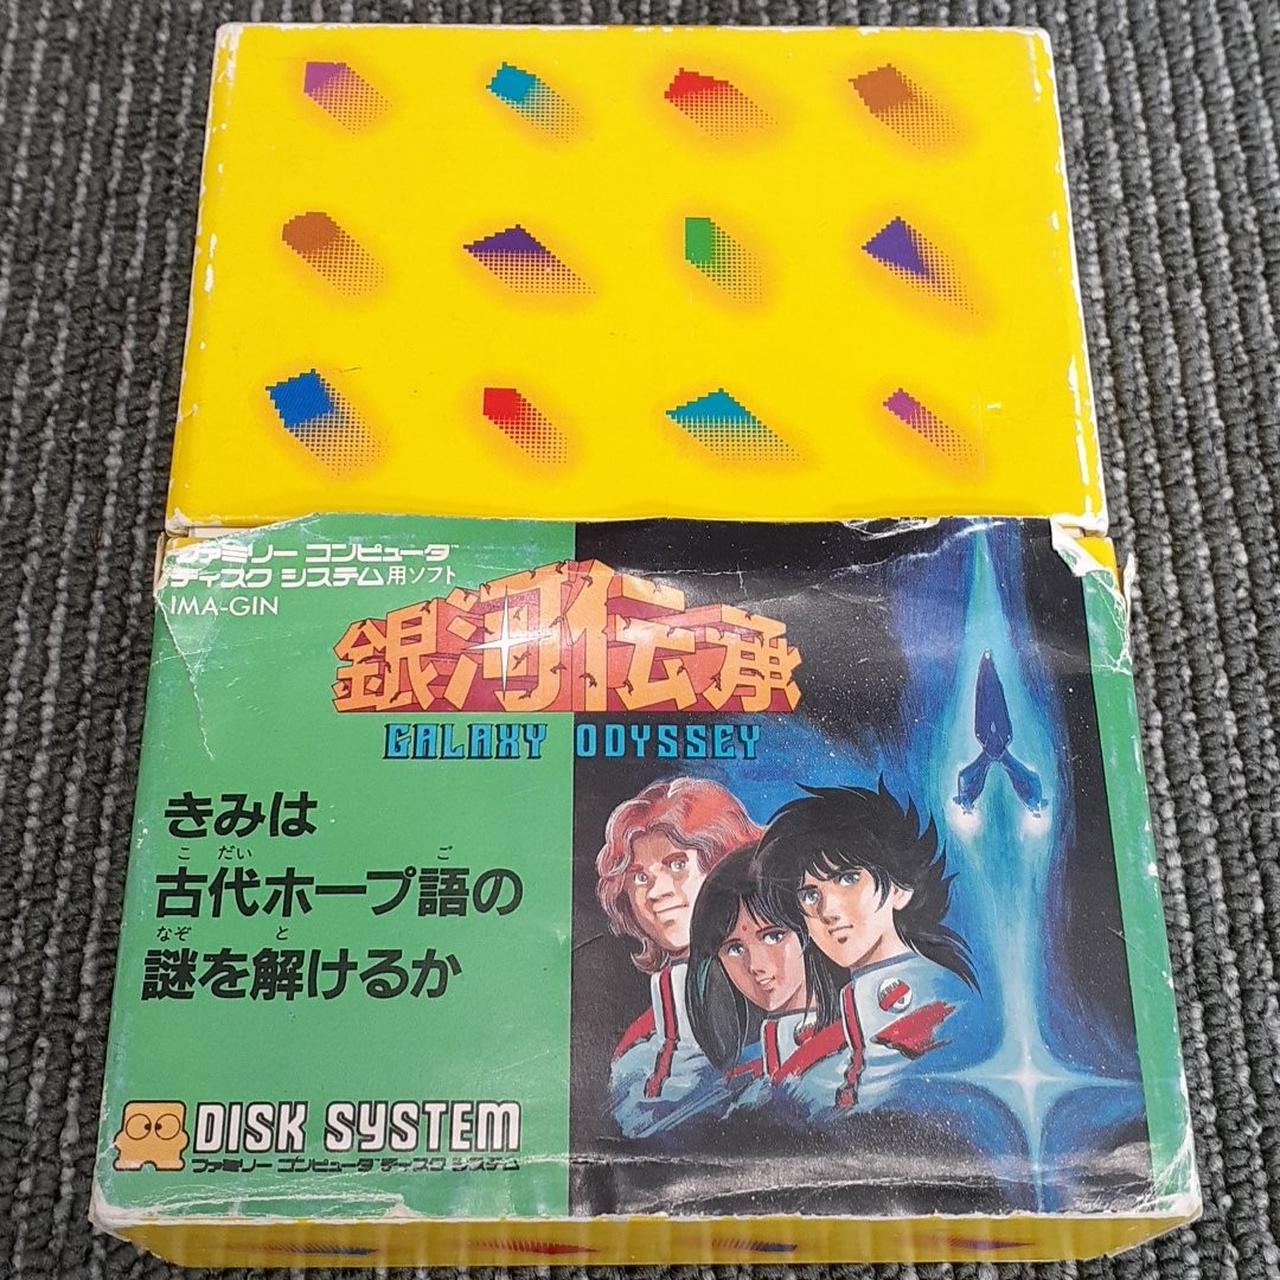 ファミリー コンピュータ™
ディスク システム用ソフト
IMA-GIN
銀河伝承
GALAXY ODYSSEY
きみは
こ だい ご
古代ホープ語の
なぞ と
謎を解けるか
DISK SYSTEM
ファミリー コンピュータ ディスク システム